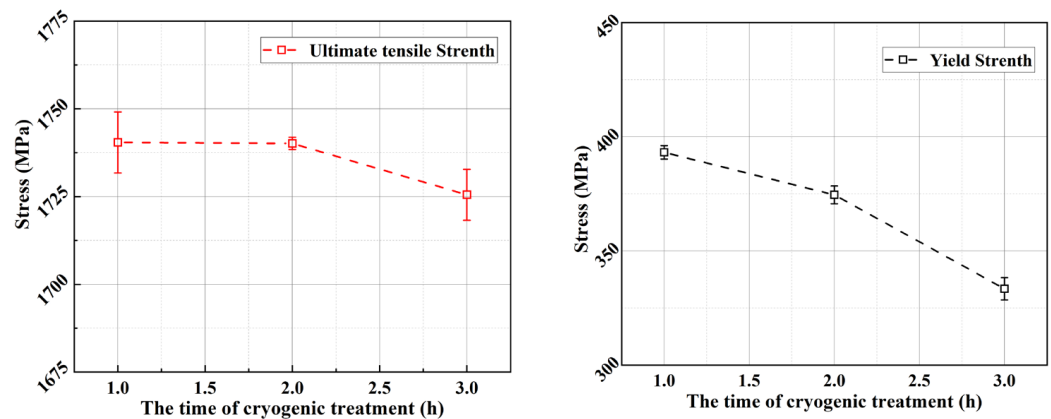 1775
1750
1725
1700
1675
Stress (MPa)
Ultimate tensile Strenth
1.0 1.5 2.0 2.5 3.0
The time of cryogenic treatment (h)
450
400
350
300
Stress (MPa)
Yield Strenth
1.0 1.5 2.0 2.5 3.0
The time of cryogenic treatment (h)